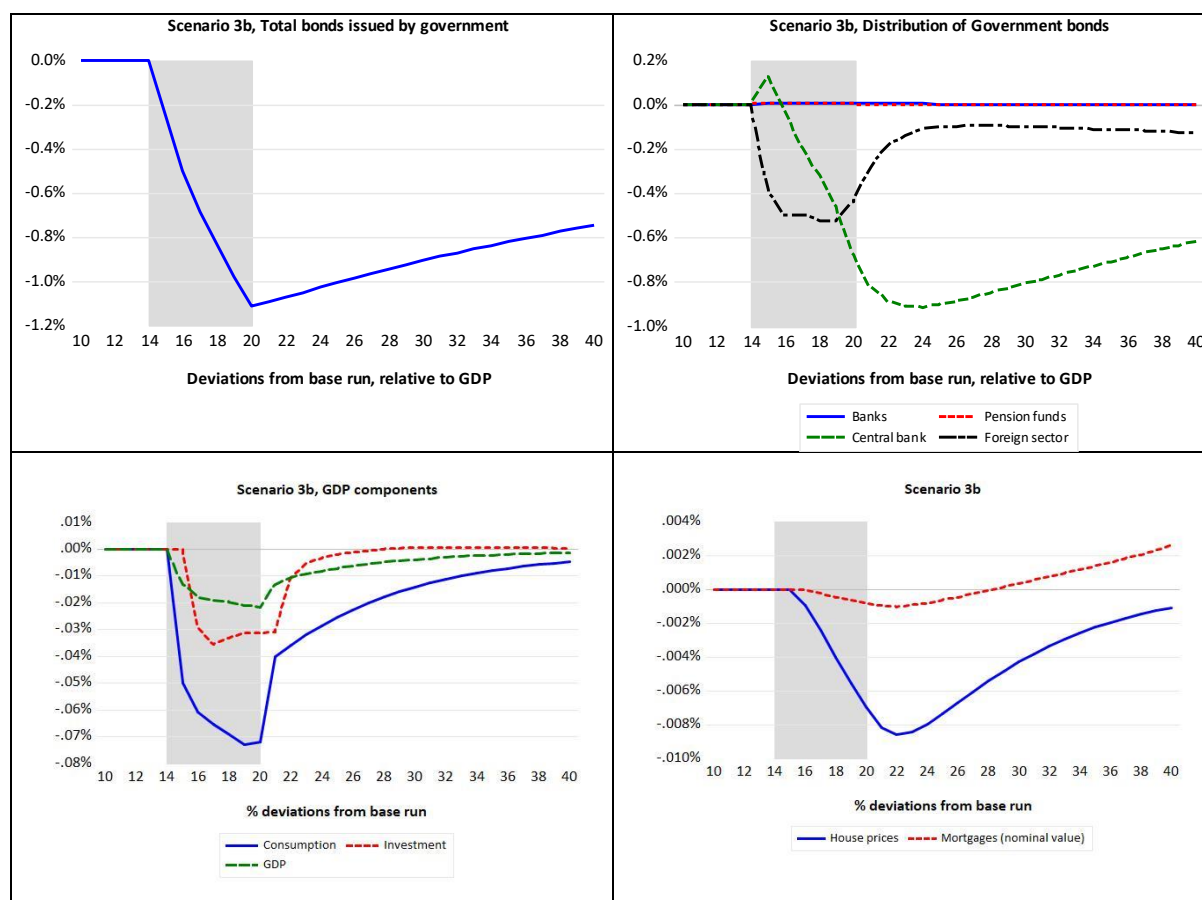 Scenario 3b, Total bonds issued by government
0.0%
-0.2%
-0.4%
-0.6%
-0.8%
-1.0%
-1.2%
10 12 14 16 18 20 22 24 26 28 30 32 34 36 38 40
Deviations from base run, relative to GDP
Scenario 3b, Distribution of Government bonds
0.2%
0.0%
-0.2%
-0.4%
-0.6%
-0.8%
-1.0%
10 12 14 16 18 20 22 24 26 28 30 32 34 36 38 40
Deviations from base run, relative to GDP
Banks Pension funds
Central bank Foreign sector
Scenario 3b, GDP components
.01%
.00%
-.01%
-.02%
-.03%
-.04%
-.05%
-.06%
-.07%
-.08%
10 12 14 16 18 20 22 24 26 28 30 32 34 36 38 40
% deviations from base run
Consumption Investment
GDP
Scenario 3b
.004%
.002%
.000%
-.002%
-.004%
-.006%
-.008%
-.010%
10 12 14 16 18 20 22 24 26 28 30 32 34 36 38 40
% deviations from base run
House prices Mortgages (nominal value)